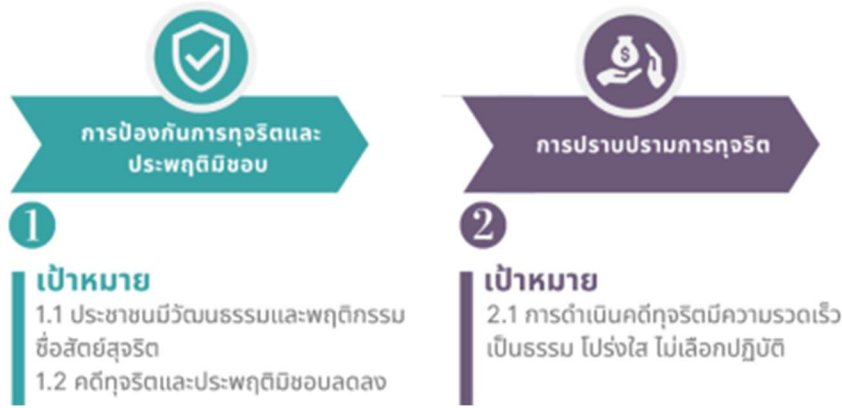 การป้องกันการทุจริตและ
ประพฤติมิชอบ
1
เป้าหมาย
1.1 ประชาชนมีวัฒนธรรมและพฤติกรรม
ซื่อสัตย์สุจริต
1.2 คดีทุจริตและประพฤติมิชอบลดลง
$
การปราบปรามการทุจริต
2
เป้าหมาย
2.1 การดำเนินคดีทุจริตมีความรวดเร็ว
เป็นธรรม โปร่งใส ไม่เลือกปฏิบัติ